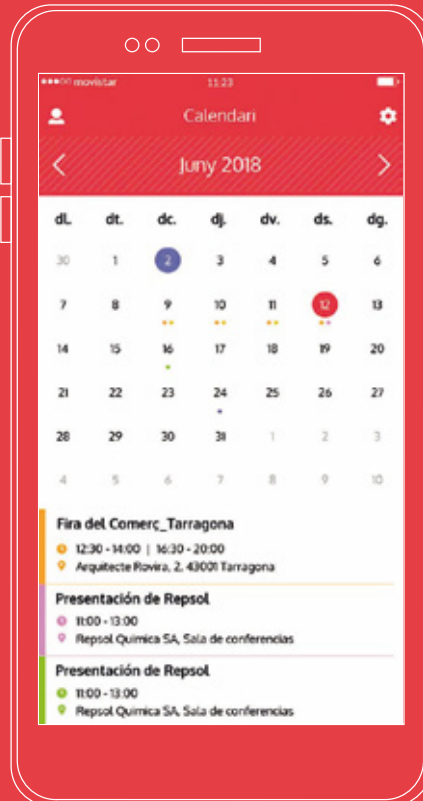 movistar 11:23
Calendari
Juny 2018
dl. dt. dc. dj. dv. ds. dg.
30 1 2 3 4 5 6
7 8 9 10 11 12 13
14 15 16 17 18 19 20
21 22 23 24 25 26 27
28 29 30 31 1 2 3
4 5 6 7 8 9 10
Fira del Comerç_Tarragona
12:30 - 14:00 | 16:30 - 20:00
Arquitecte Rovira, 2, 43001 Tarragona
Presentación de Repsol
11:00 - 13:00
Repsol Quimica SA, Sala de conferencias
Presentación de Repsol
11:00 - 13:00
Repsol Quimica SA, Sala de conferencias